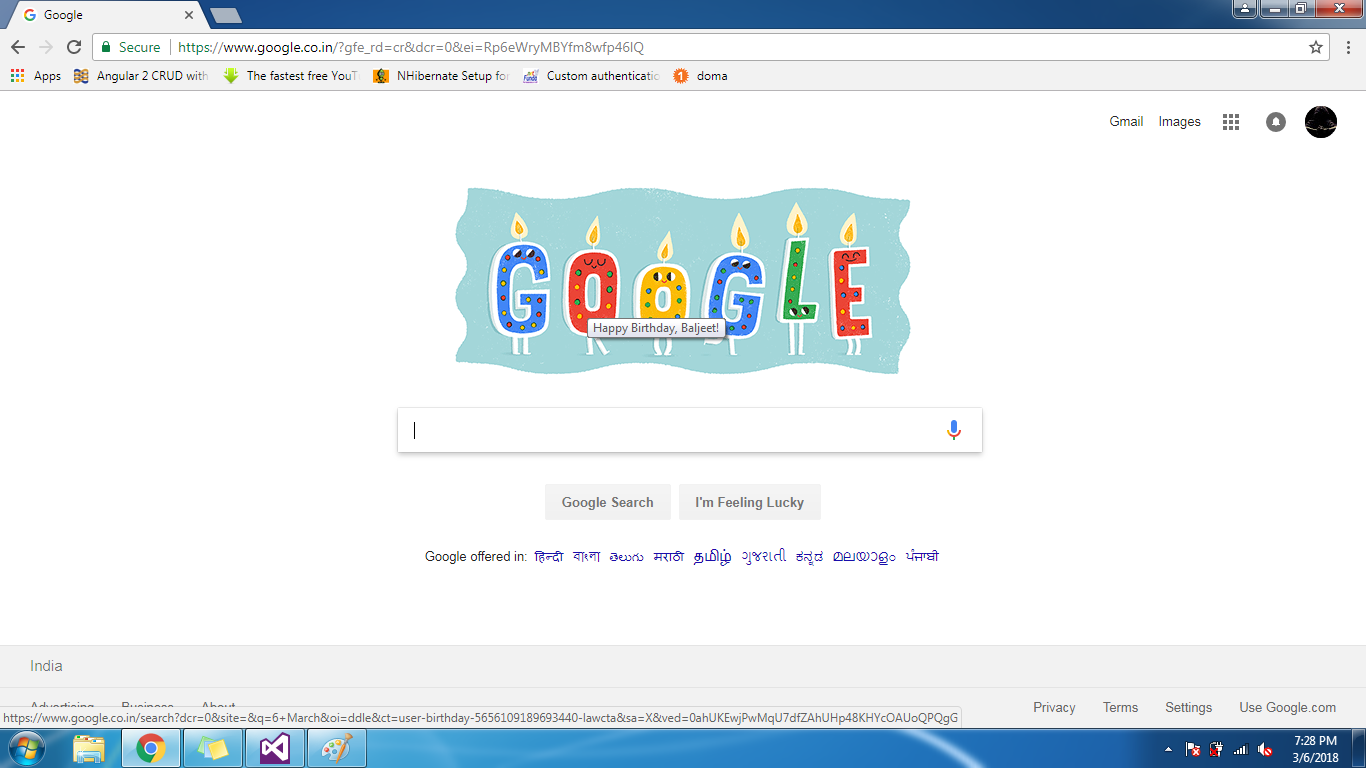 Google
Secure https://www.google.co.in/?gfe_rd=cr&dcr=0&ei=Rp6eWryMBYfm8wfp46lQ
Apps Angular 2 CRUD with The fastest free YouT NHibernate Setup for Custom authenticatio doma
Gmail Images
GOOGLE
Happy Birthday, Baljeet!
Google Search I'm Feeling Lucky
Google offered in: हिन्दी বাংলা తెలుగు मराठी தமிழ் ગુજરાતી ಕನ್ನಡ മലയാളം ਪੰਜਾਬੀ
India
Advertising Business About Privacy Terms Settings Use Google.com
https://www.google.co.in/search?dcr=0&site=&q=6+March&oi=ddle&ct=user-birthday-5656109189693440-lawcta&sa=X&ved=0ahUKEwjPwMqU7dfZAhUHp48KHYcOAUoQPQgG
7:28 PM
3/6/2018